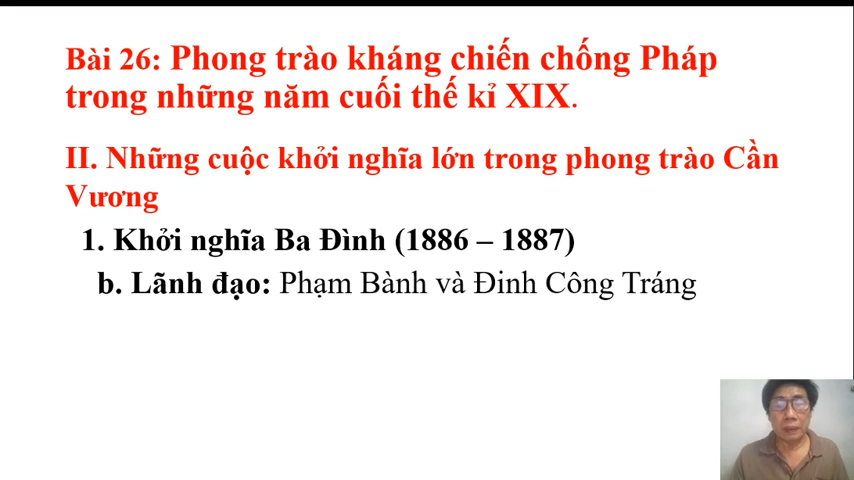 Bài 26: Phong trào kháng chiến chống Pháp
trong những năm cuối thế kỉ XIX.
II. Những cuộc khởi nghĩa lớn trong phong trào Cần
Vương
1. Khởi nghĩa Ba Đình (1886 – 1887)
b. Lãnh đạo: Phạm Bành và Đinh Công Tráng